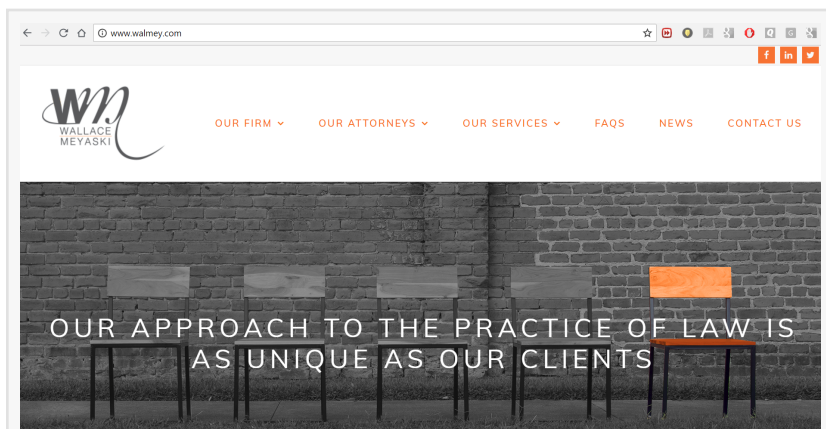 www.walmey.com
f in
WM
WALLACE
MEYASKI
OUR FIRM
OUR ATTORNEYS
OUR SERVICES
FAQS
NEWS
CONTACT US
OUR APPROACH TO THE PRACTICE OF LAW IS
AS UNIQUE AS OUR CLIENTS